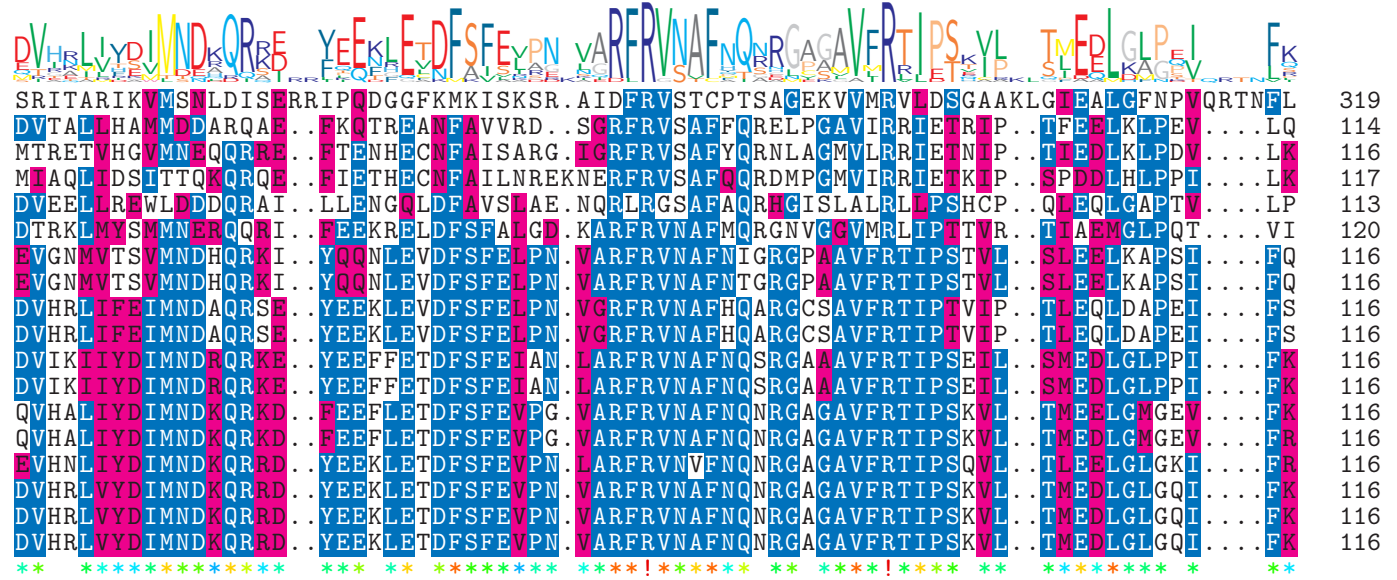 SRITARIKVMSNLDISERRIPQDGGFKMKISKSR.AIDFRVSTCPTSAGEKVVMRVLDSGAAKLGIEALGFNPVQRTNFL 319
DVTALLHAMMDDARQAE..FKQTREANFAVVRD..SGRFRVSAFFQRELPGAVIRRIETRIP..TFEELKLPEV....LQ 114
MTRETVHGVMNEQQRRE..FTENHECNFAISARG.IGRFRVSAFYQRNLAGMVLRRIETNIP..TIEDLKLPDV....LK 116
MIAQLIDSITTQKQRQE..FIETHECNFAILNREKNERFRVSAFQQRDMPGMVIRRIETKIP..SPDDLHLPPI....LK 117
DVEELLREWLDDDQRAI..LLENGQLDFAVSLAE.NQRLRGSAFAQRHGISLALRLLPSHCP..QLEQLGAPTV....LP 113
DTRKLMYSMMNERQQRI..FEEKRELDFSFALGD.KARFRVNAFMQRGNVGGVMRLIPTTVR..TIAEMGLPQT....VI 120
EVGNMVTSVMNDHQRKI..YQQNLEVDFSFELPN.VARFRVNAFNIGRGPAAVFRTIPSTVL..SLEELKAPSI....FQ 116
EVGNMVTSVMNDHQRKI..YQQNLEVDFSFELPN.VARFRVNAFNTGRGPAAVFRTIPSTVL..SLEELKAPSI....FQ 116
DVHRLIFEIMNDAQRSE..YEEKLEVDFSFELPN.VGRFRVNAFHQARGCSAVFRTIPTVIP..TLEQLDAPEI....FS 116
DVHRLIFEIMNDAQRSE..YEEKLEVDFSFELPN.VGRFRVNAFHQARGCSAVFRTIPTVIP..TLEQLDAPEI....FS 116
DVIKIIYDIMNDRQRKE..YEEFFETDFSFEIAN.LARFRVNAFNQSRGAAAVFRTIPSEIL..SMEDLGLPPI....FK 116
DVIKIIYDIMNDRQRKE..YEEFFETDFSFEIAN.LARFRVNAFNQSRGAAAVFRTIPSEIL..SMEDLGLPPI....FK 116
QVHALIYDIMNDKQRKD..FEEFLETDFSFEVPG.VARFRVNAFNQNRGAGAVFRTIPSKVL..TMEELGMGEV....FK 116
QVHALIYDIMNDKQRKD..FEEFLETDFSFEVPG.VARFRVNAFNQNRGAGAVFRTIPSKVL..TMEDLGMGEV....FR 116
EVHNLIYDIMNDKQRRD..YEEKLETDFSFEVPN.LARFRVNVFNQNRGAGAVFRTIPSQVL..TLEELGLGKI....FR 116
DVHRLVYDIMNDKQRRD..YEEKLETDFSFEVPN.VARFRVNAFNQNRGAGAVFRTIPSKVL..TMEDLGLGQI....FK 116
DVHRLVYDIMNDKQRRD..YEEKLETDFSFEVPN.VARFRVNAFNQNRGAGAVFRTIPSKVL..TMEDLGLGQI....FK 116
DVHRLVYDIMNDKQRRD..YEEKLETDFSFEVPN.VARFRVNAFNQNRGAGAVFRTIPSKVL..TMEDLGLGQI....FK 116